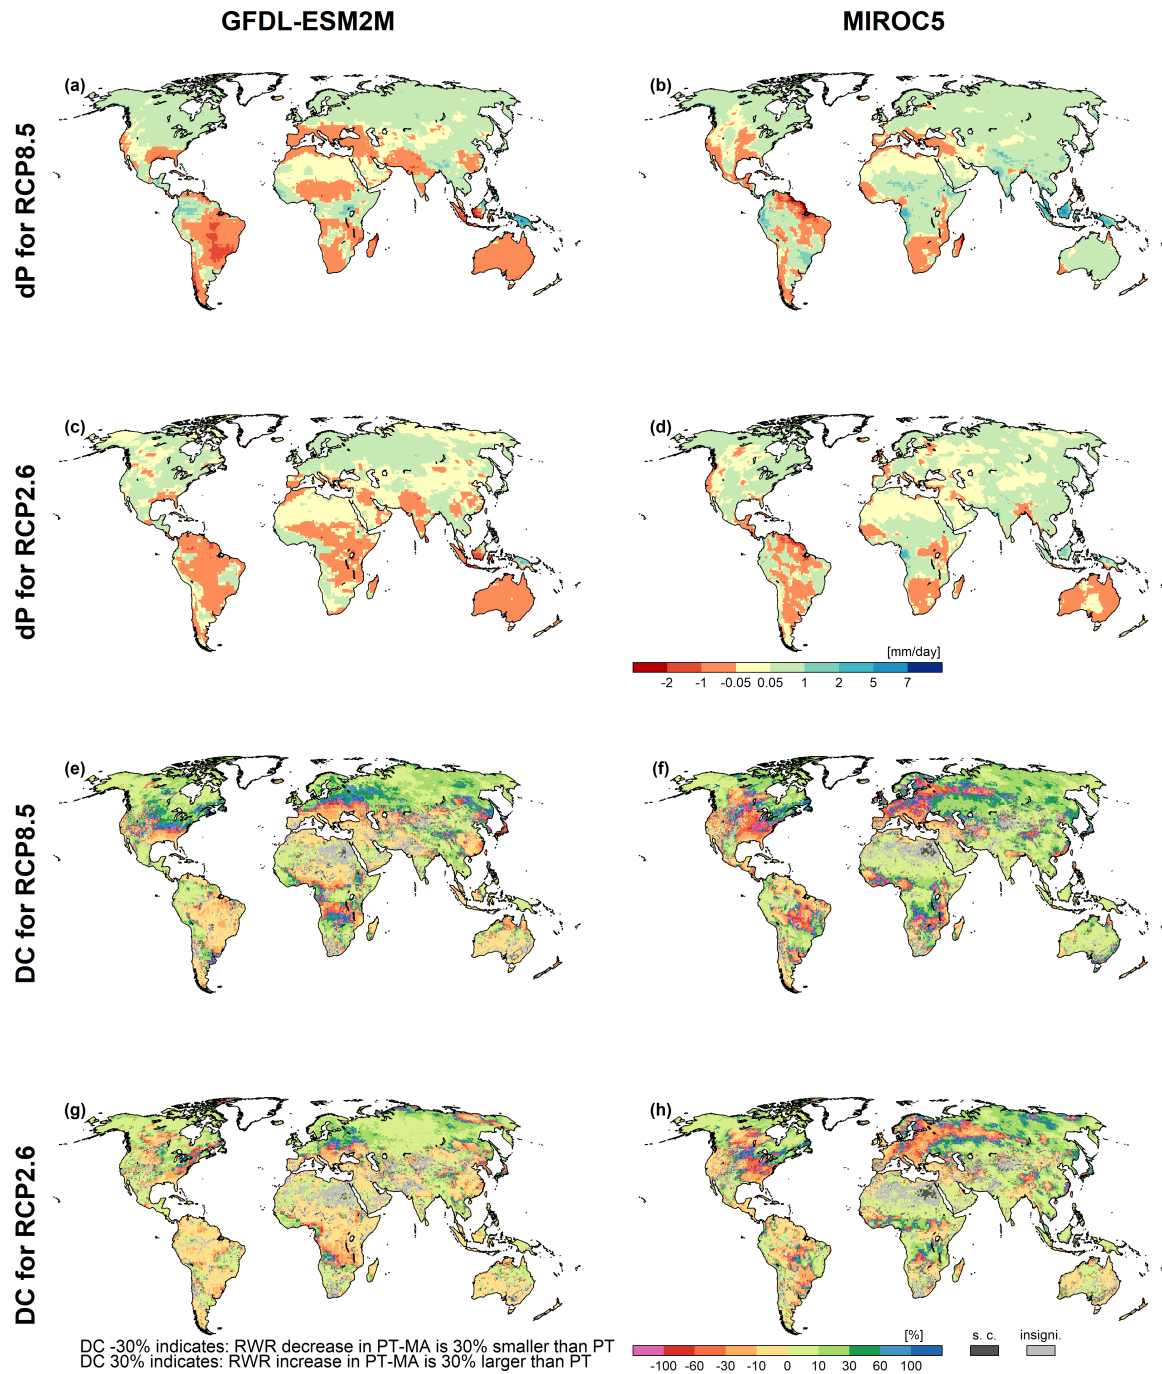 GFDL-ESM2M
MIROC5
(a)
(b)
dP for RCP8.5
(c)
(d)
dP for RCP2.6
[mm/day]
-2 -1 -0.05 0.05 1 2 5 7
(e)
(f)
DC for RCP8.5
(g)
(h)
DC for RCP2.6
DC -30% indicates: RWR decrease in PT-MA is 30% smaller than PT
DC 30% indicates: RWR increase in PT-MA is 30% larger than PT
[%] s. c. insigni.
-100 -60 -30 -10 0 10 30 60 100